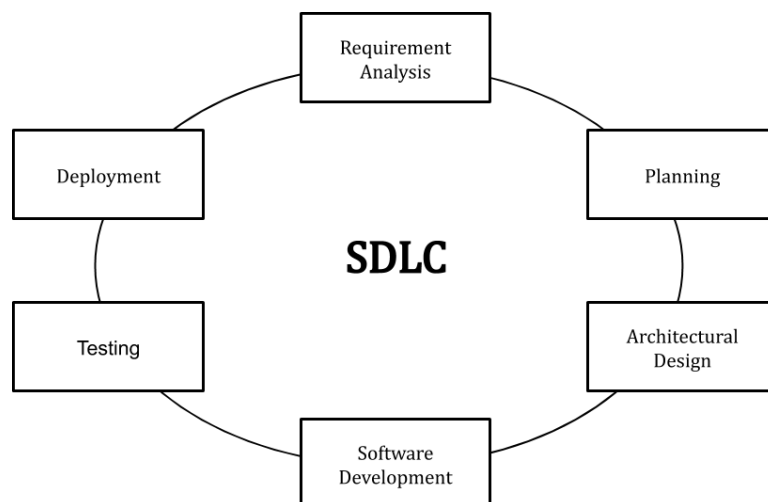 Requirement
Analysis
Deployment
Planning
SDLC
Testing
Architectural
Design
Software
Development